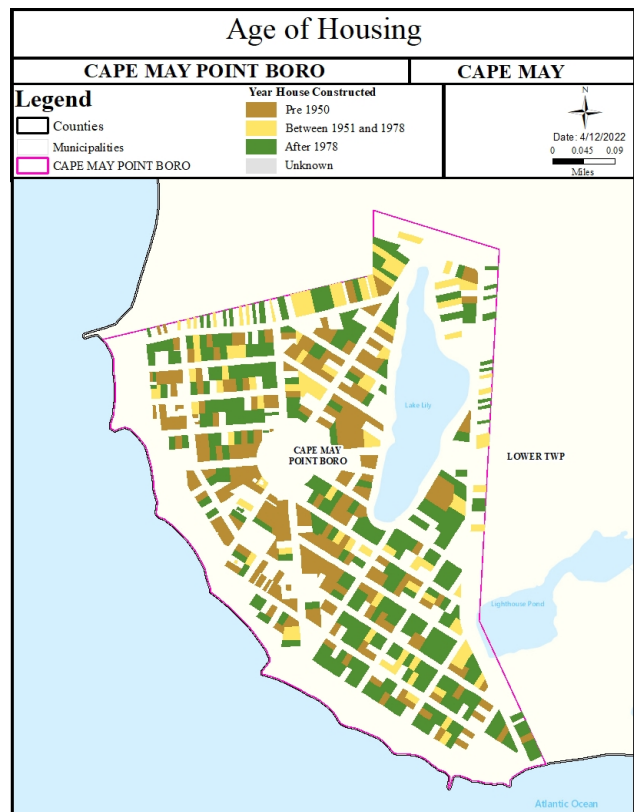 Age of Housing
CAPE MAY POINT BORO
CAPE MAY
Legend
Counties
Municipalities
CAPE MAY POINT BORO
Year House Constructed
Pre 1950
Between 1951 and 1978
After 1978
Unknown
N
Date: 4/12/2022
0 0.045 0.09
Miles
Lake Lily
CAPE MAY
POINT BORO
LOWER TWP
Lighthouse Pond
Atlantic Ocean